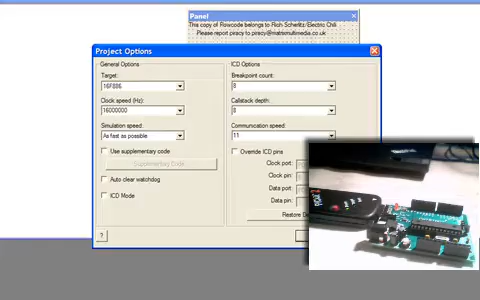 Panel
This copy of Flowcode belongs to Rich Scherlitz/Electric Chili
Please report piracy to piracy@matrixmultimedia.co.uk
Project Options
General Options
Target:
16F886
Clock speed (Hz):
16000000
Simulation speed:
As fast as possible
Use supplementary code
Supplementary Code...
Auto clear watchdog
ICD Mode
?
ICD Options
Breakpoint count:
8
Callstack depth:
8
Communication speed:
11
Override ICD pins
Clock port:
Clock pin:
Data port:
Data pin:
Restore